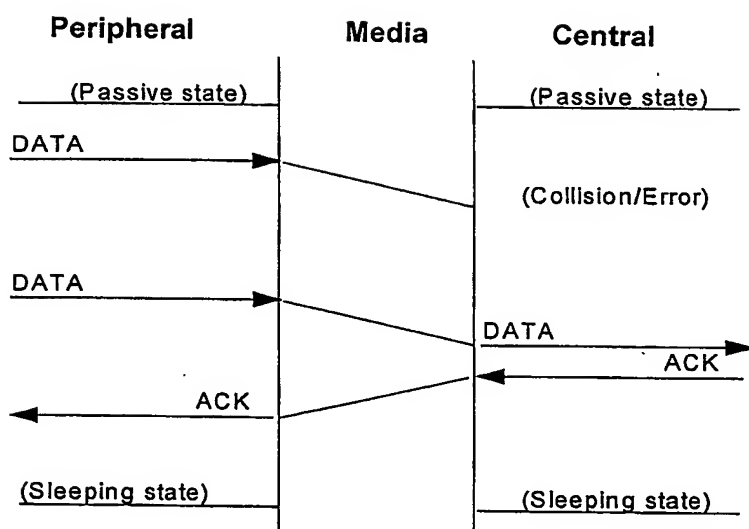 Peripheral Media Central
(Passive state) (Passive state)
DATA
(Collision/Error)
DATA
DATA
ACK
ACK
(Sleeping state) (Sleeping state)